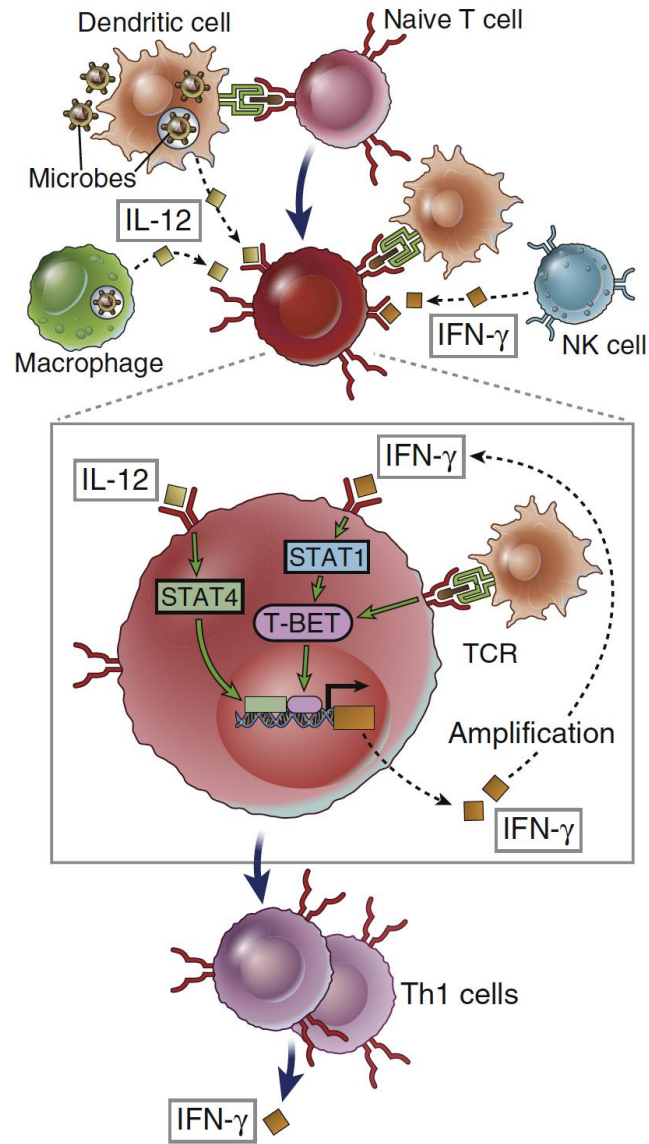 Dendritic cell
Naive T cell
Microbes
IL-12
Macrophage
IFN-γ
NK cell
IL-12
IFN-γ
STAT1
STAT4
T-BET
TCR
Amplification
IFN-γ
Th1 cells
IFN-γ